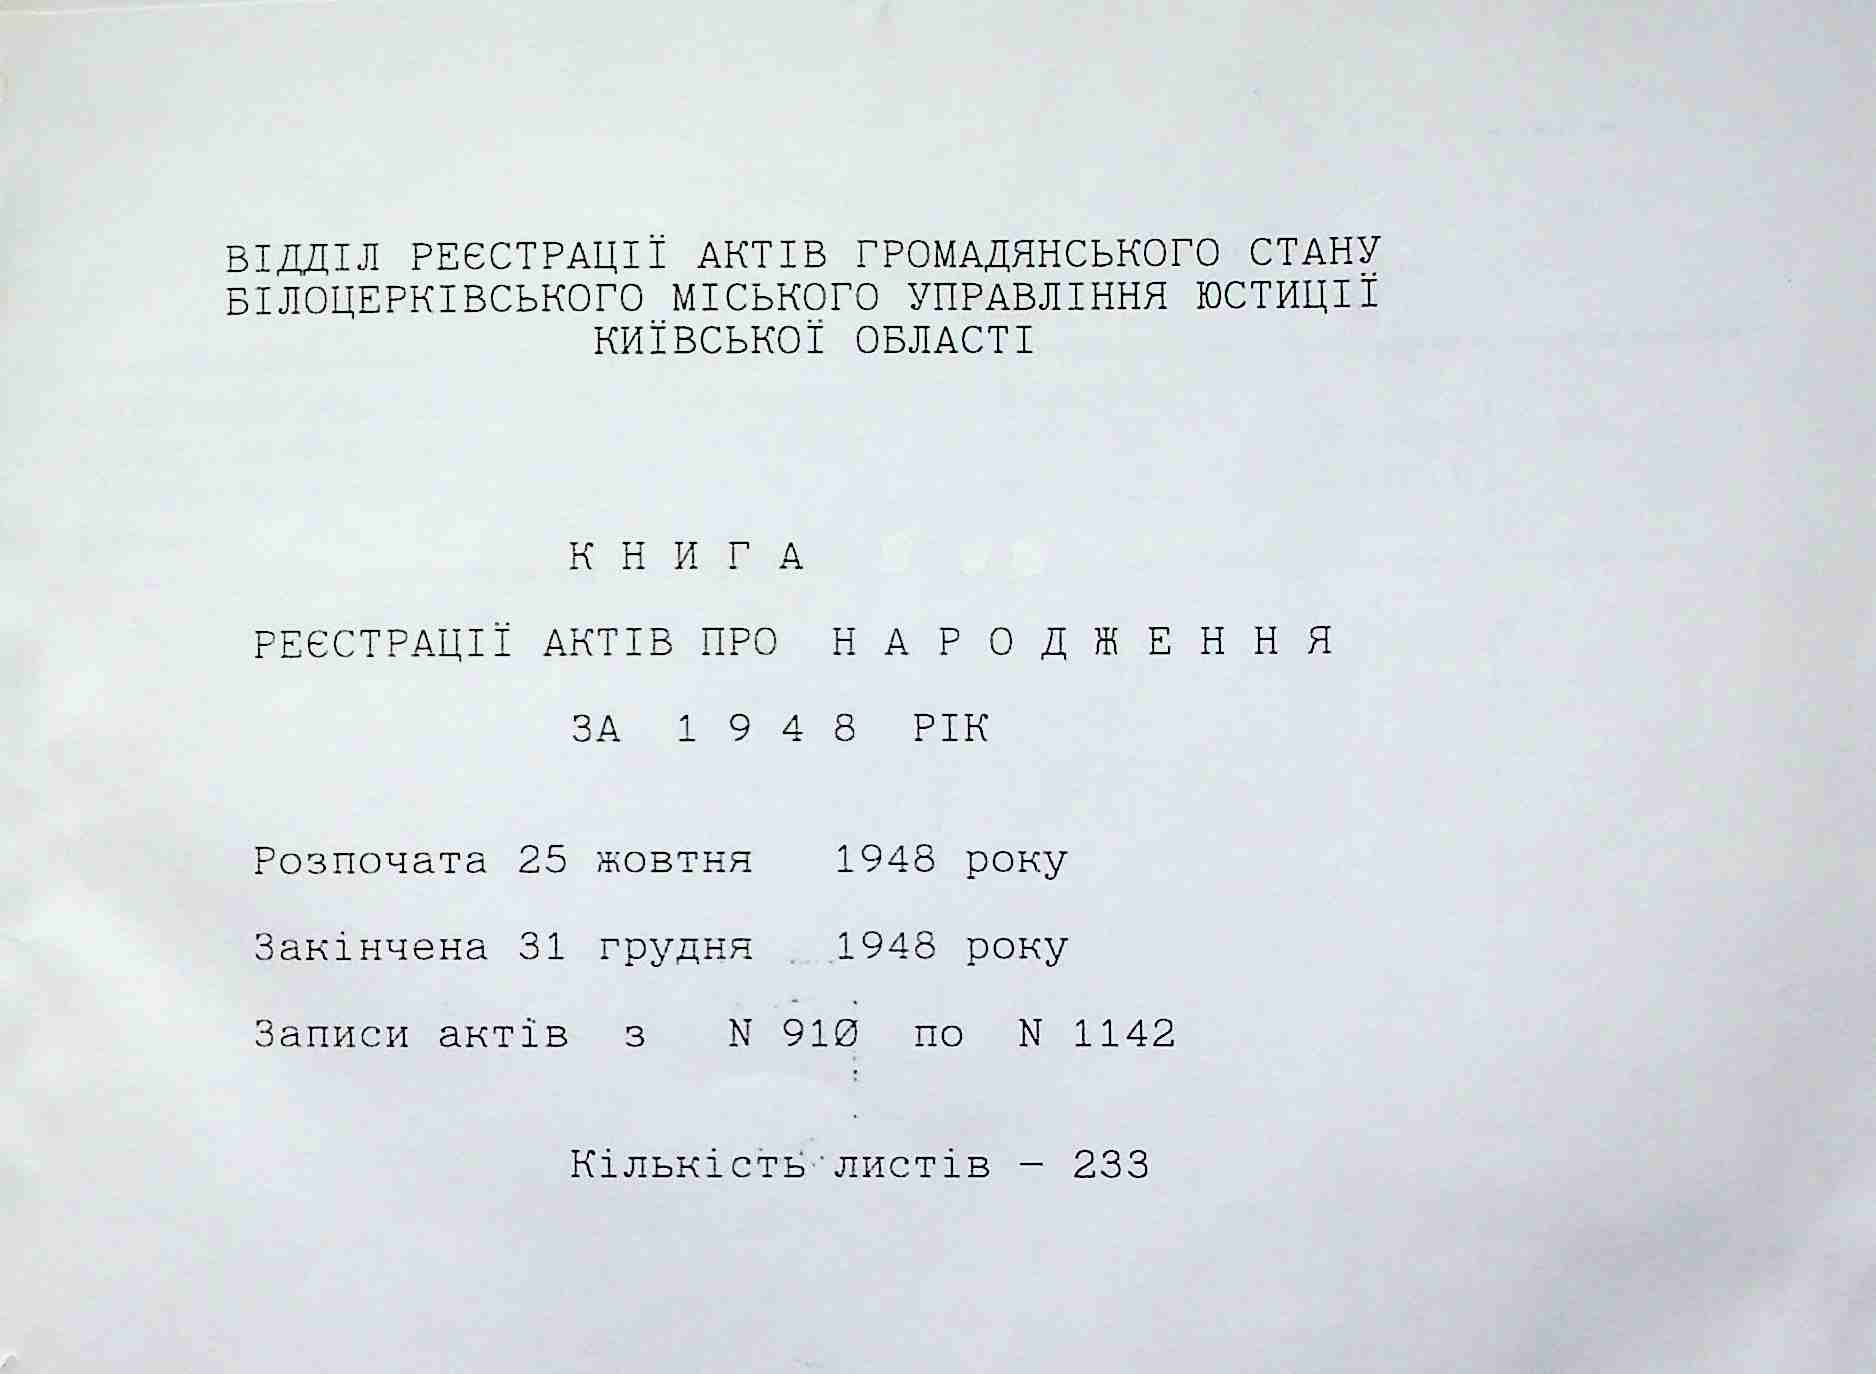 ВІДДІЛ РЕЄСТРАЦІЇ АКТІВ ГРОМАДЯНСЬКОГО СТАНУ
БІЛОЦЕРКІВСЬКОГО МІСЬКОГО УПРАВЛІННЯ ЮСТИЦІЇ
КИЇВСЬКОЇ ОБЛАСТІ
К Н И Г А
РЕЄСТРАЦІЇ АКТІВ ПРО Н А Р О Д Ж Е Н Н Я
ЗА 1 9 4 8 РІК
Розпочата 25 жовтня 1948 року
Закінчена 31 грудня 1948 року
Записи актів з N 910 по N 1142
Кількість листів – 233